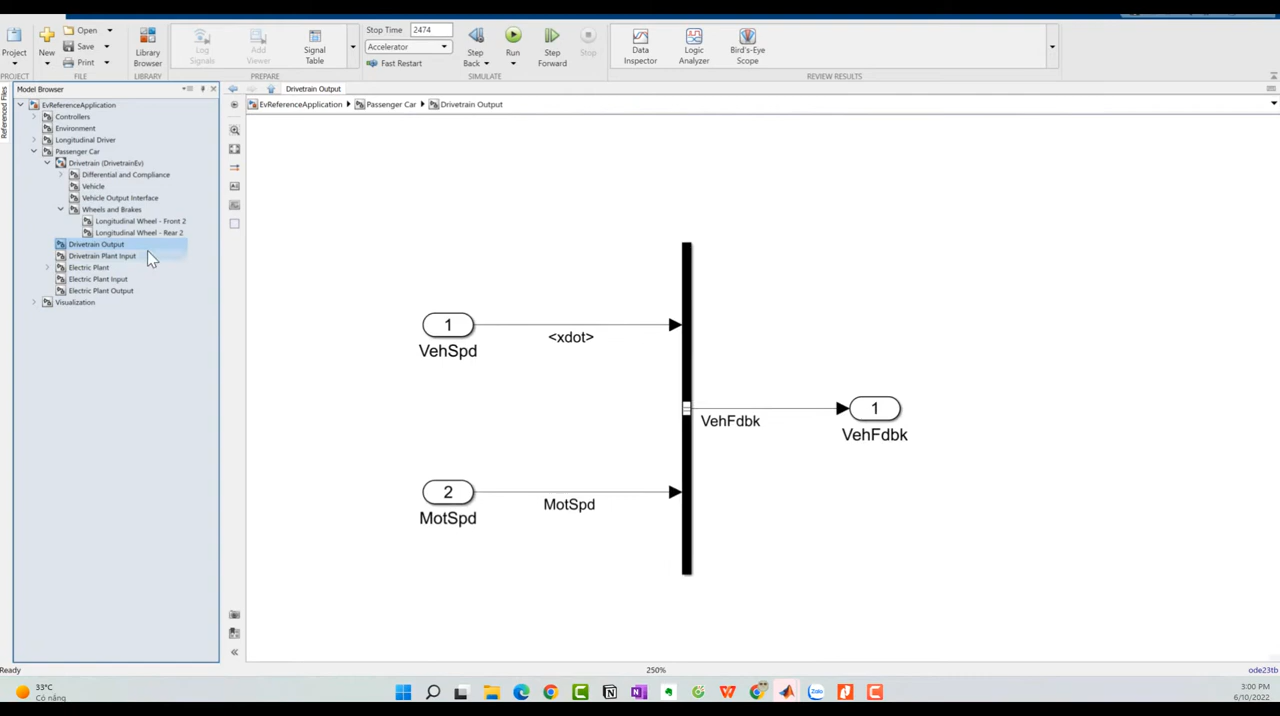 Project
New
Open
Save
Print
Library
Browser
Log
Signals
Add
Viewer
Signal
Table
Stop Time 2474
Accelerator
Fast Restart
Step
Back
Run
Step
Forward
Stop
Data
Inspector
Logic
Analyzer
Bird's-Eye
Scope
PROJECT
FILE
LIBRARY
PREPARE
SIMULATE
REVIEW RESULTS
Referenced Files
Model Browser
EvReferenceApplication
Controllers
Environment
Longitudinal Driver
Passenger Car
Drivetrain (DrivetrainEv)
Differential and Compliance
Vehicle
Vehicle Output Interface
Wheels and Brakes
Longitudinal Wheel - Front 2
Longitudinal Wheel - Rear 2
Drivetrain Output
Drivetrain Plant Input
Electric Plant
Electric Plant Input
Electric Plant Output
Visualization
Drivetrain Output
EvReferenceApplication
Passenger Car
Drivetrain Output
1
VehSpd
<xdot>
VehFdbk
1
VehFdbk
2
MotSpd
MotSpd
Ready
250%
ode23tb
33°C
Có nắng
Zalo
3:00 PM
6/10/2022